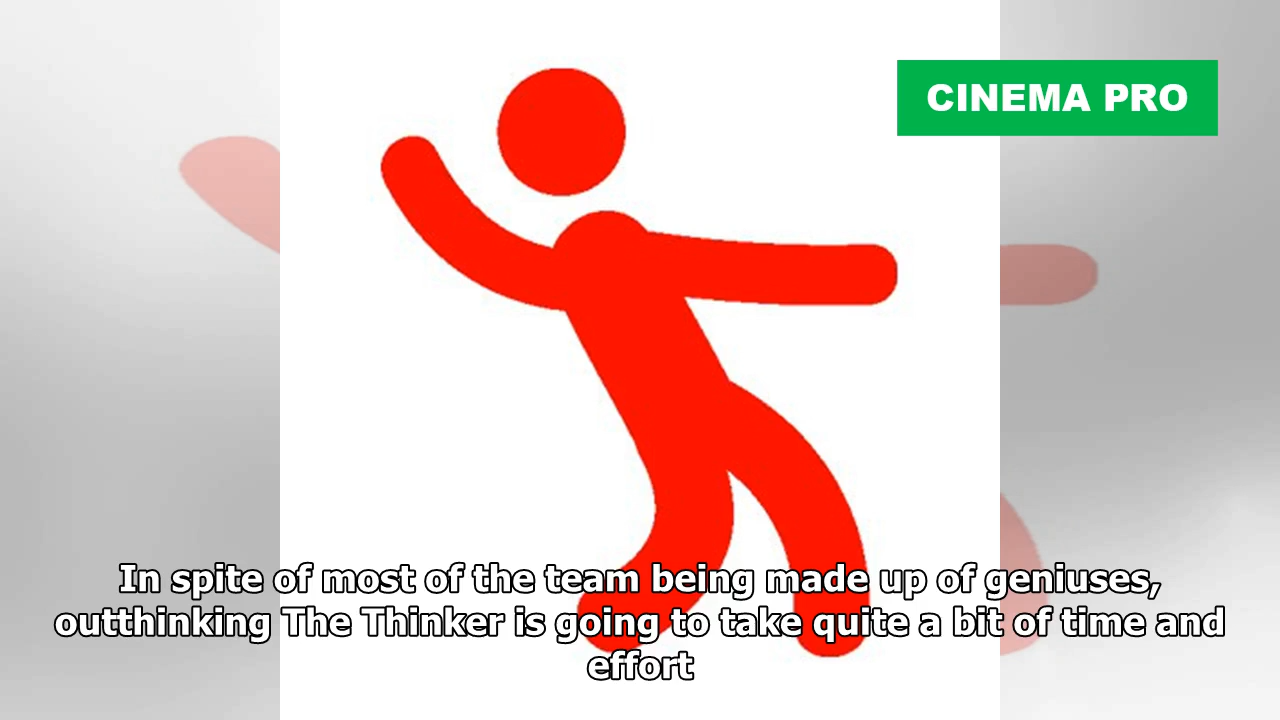 CINEMA PRO
In spite of most of the team being made up of geniuses,
outthinking The Thinker is going to take quite a bit of time and
effort